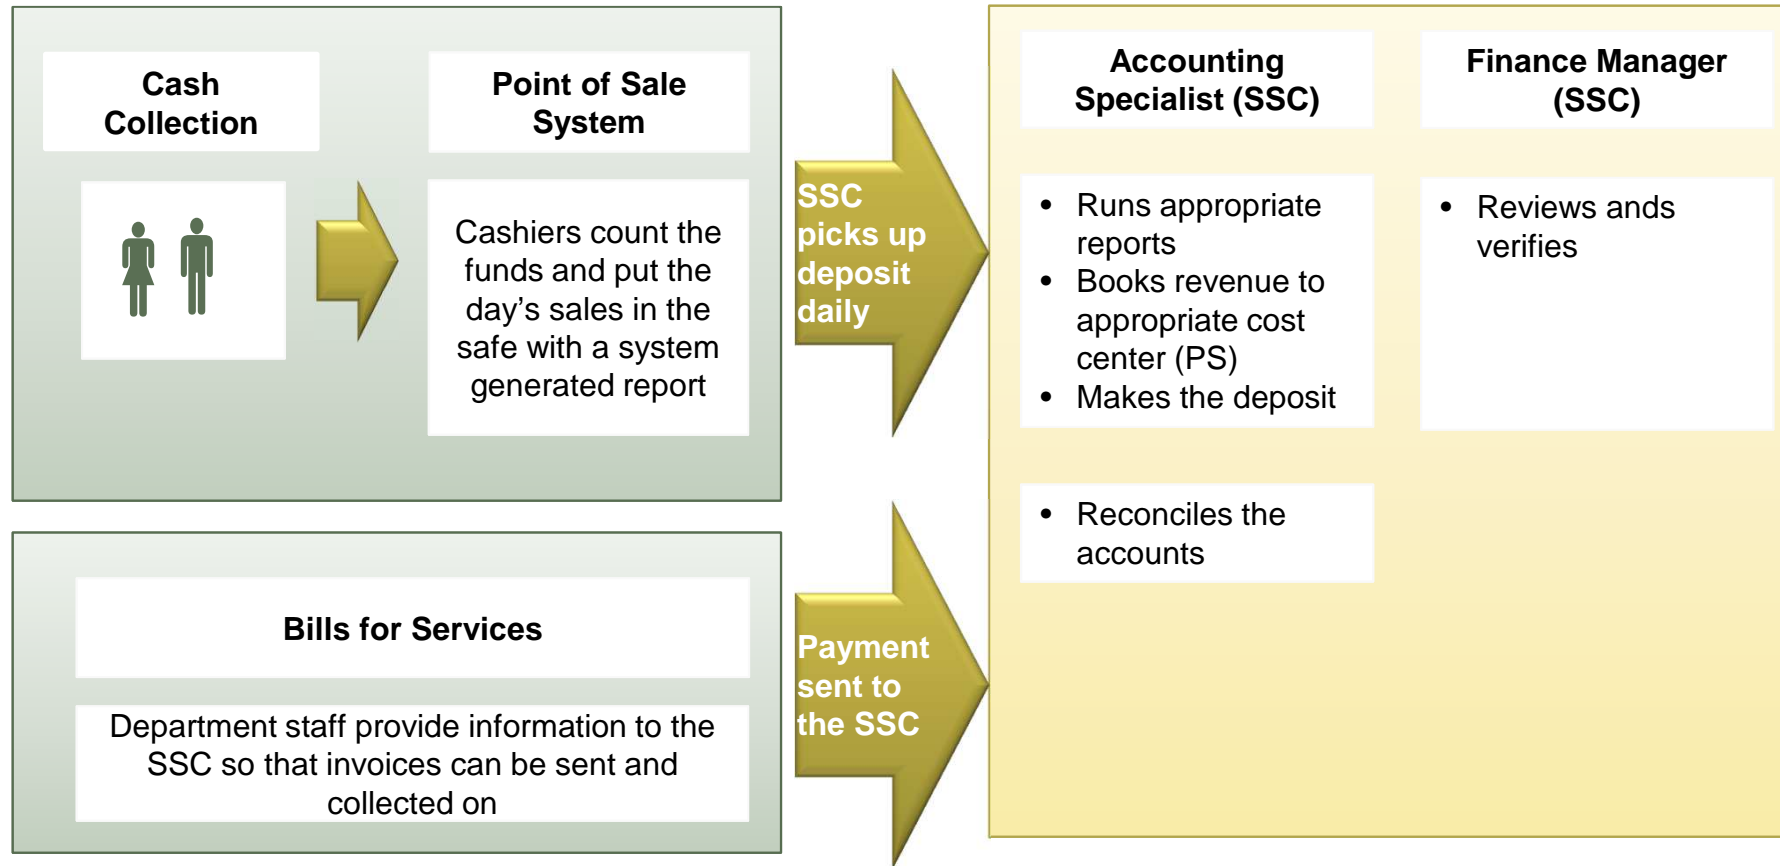 Cash
Collection
Point of Sale
System
Cashiers count the
funds and put the
day’s sales in the
safe with a system
generated report
SSC
picks up
deposit
daily
Accounting
Specialist (SSC)
• Runs appropriate
reports
• Books revenue to
appropriate cost
center (PS)
• Makes the deposit
• Reconciles the
accounts
Finance Manager
(SSC)
• Reviews ands
verifies
Bills for Services
Department staff provide information to the
SSC so that invoices can be sent and
collected on
Payment
sent to
the SSC